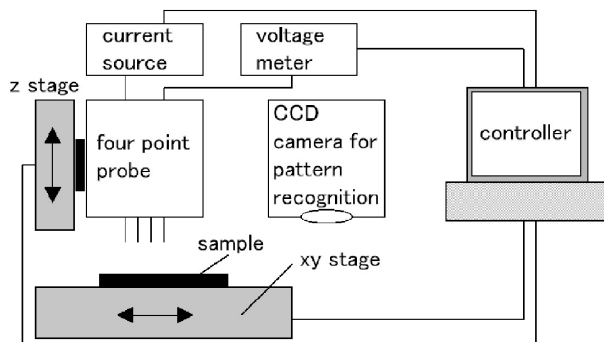 current
source
voltage
meter
z stage
four point
probe
CCD
camera for
pattern
recognition
controller
sample
xy stage